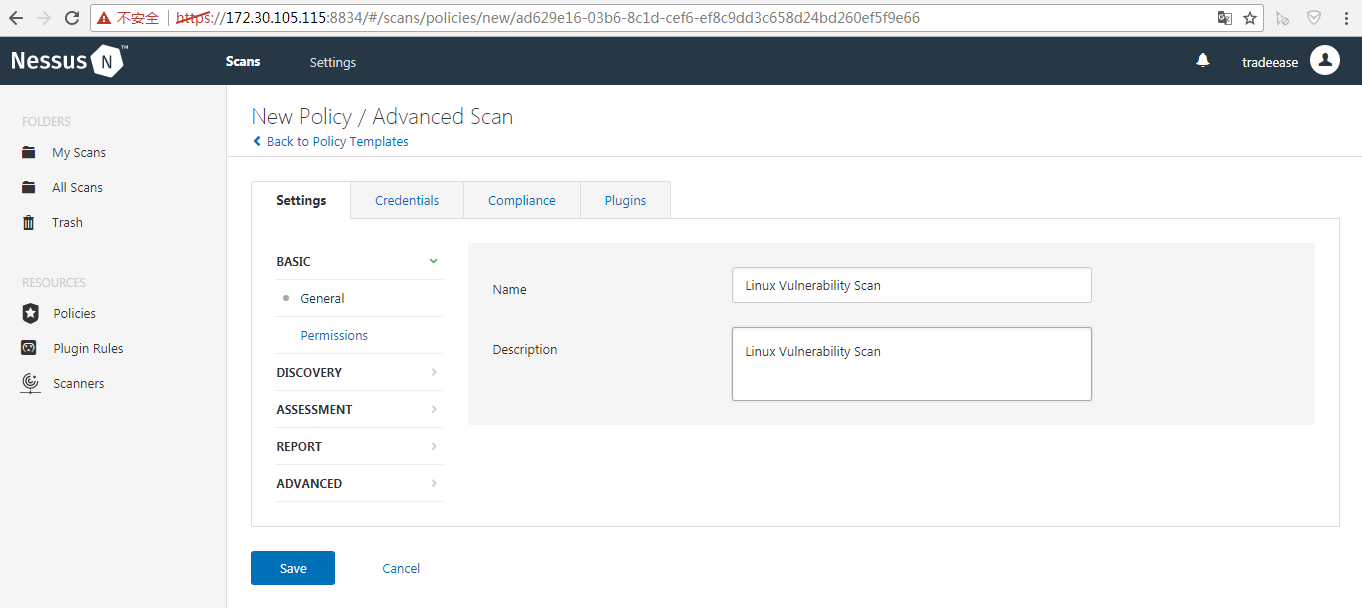 不安全 https://172.30.105.115:8834/#/scans/policies/new/ad629e16-03b6-8c1d-cef6-ef8c9dd3c658d24bd260ef5f9e66
Nessus N ™ Scans Settings tradeease
FOLDERS
My Scans
All Scans
Trash
RESOURCES
Policies
Plugin Rules
Scanners
New Policy / Advanced Scan
Back to Policy Templates
Settings Credentials Compliance Plugins
BASIC
General
Permissions
DISCOVERY
ASSESSMENT
REPORT
ADVANCED
Name Linux Vulnerability Scan
Description Linux Vulnerability Scan
Save Cancel